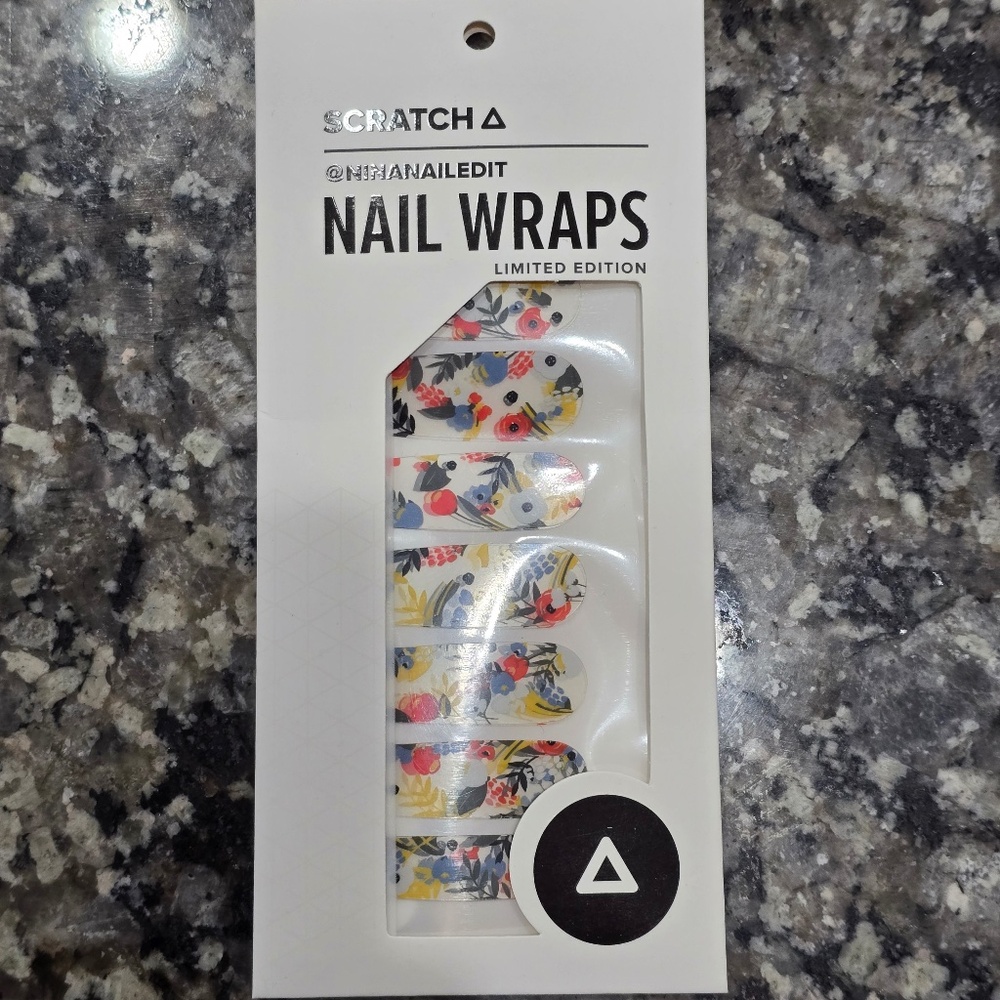 SCRATCH
@NINANAILEDIT
NAIL WRAPS
LIMITED EDITION